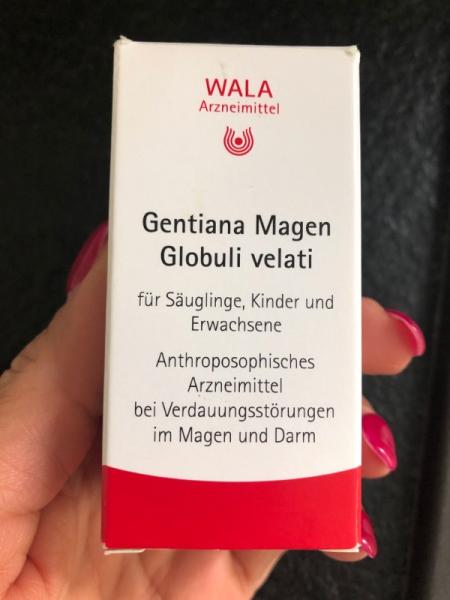 WALA
Arzneimittel
Gentiana Magen
Globuli velati
für Säuglinge, Kinder und
Erwachsene
Anthroposophisches
Arzneimittel
bei Verdauungsstörungen
im Magen und Darm